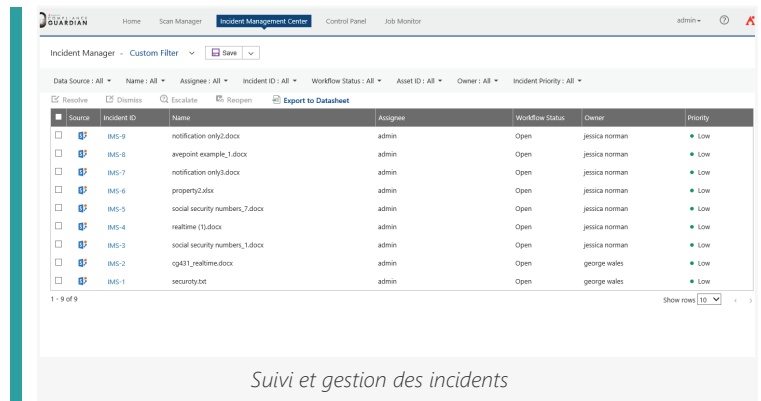 COMPLIANCE
GUARDIAN
Home Scan Manager Incident Management Center Control Panel Job Monitor
admin
Incident Manager - Custom Filter Save
Data Source : All Name : All Assignee : All Incident ID : All Workflow Status : All Asset ID : All Owner : All Incident Priority : All
Resolve Dismiss Escalate Reopen Export to Datasheet
Source Incident ID Name Assignee Workflow Status Owner Priority
IMS-9 notification only2.docx admin Open jessica norman Low
IMS-8 avepoint example_1.docx admin Open jessica norman Low
IMS-7 notification only3.docx admin Open jessica norman Low
IMS-6 property2.xlsx admin Open jessica norman Low
IMS-5 social security numbers_7.docx admin Open jessica norman Low
IMS-4 realtime (1).docx admin Open jessica norman Low
IMS-3 social security numbers_1.docx admin Open jessica norman Low
IMS-2 cg431_realtime.docx admin Open george wales Low
IMS-1 securoty.txt admin Open george wales Low
1 - 9 of 9 Show rows 10
Suivi et gestion des incidents